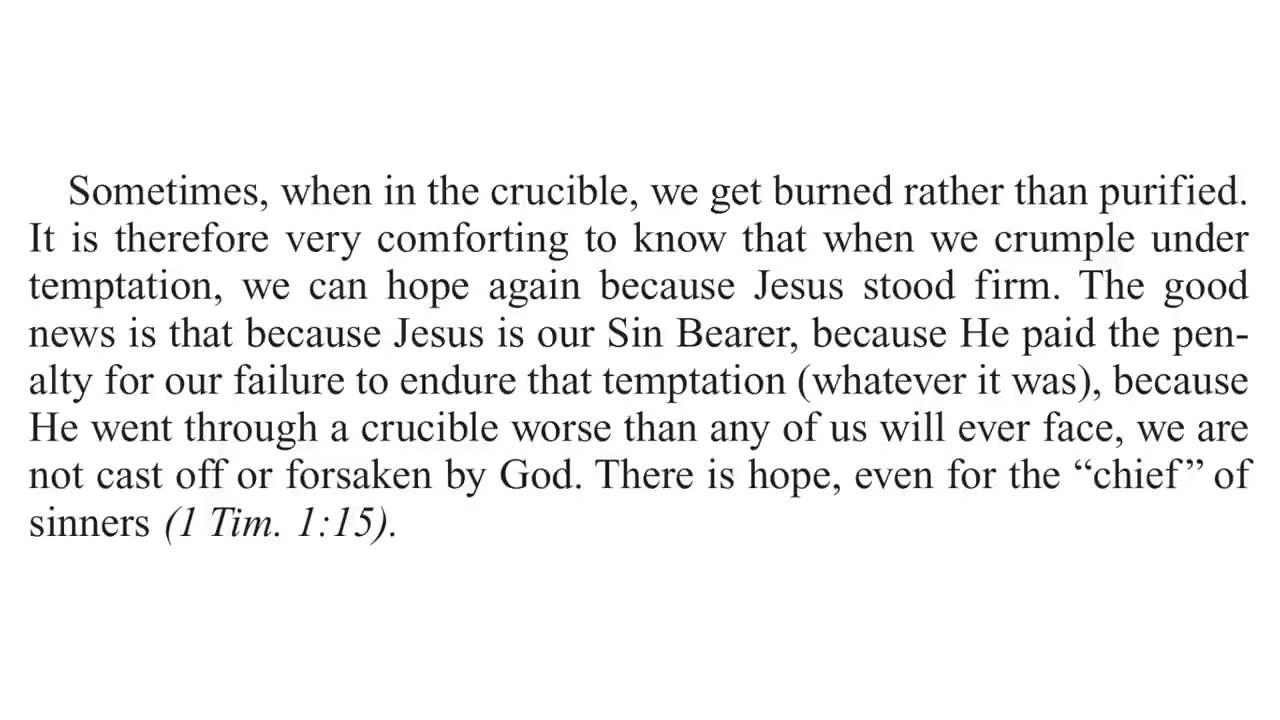 Sometimes, when in the crucible, we get burned rather than purified.
It is therefore very comforting to know that when we crumple under
temptation, we can hope again because Jesus stood firm. The good
news is that because Jesus is our Sin Bearer, because He paid the pen-
alty for our failure to endure that temptation (whatever it was), because
He went through a crucible worse than any of us will ever face, we are
not cast off or forsaken by God. There is hope, even for the “chief” of
sinners (1 Tim. 1:15).